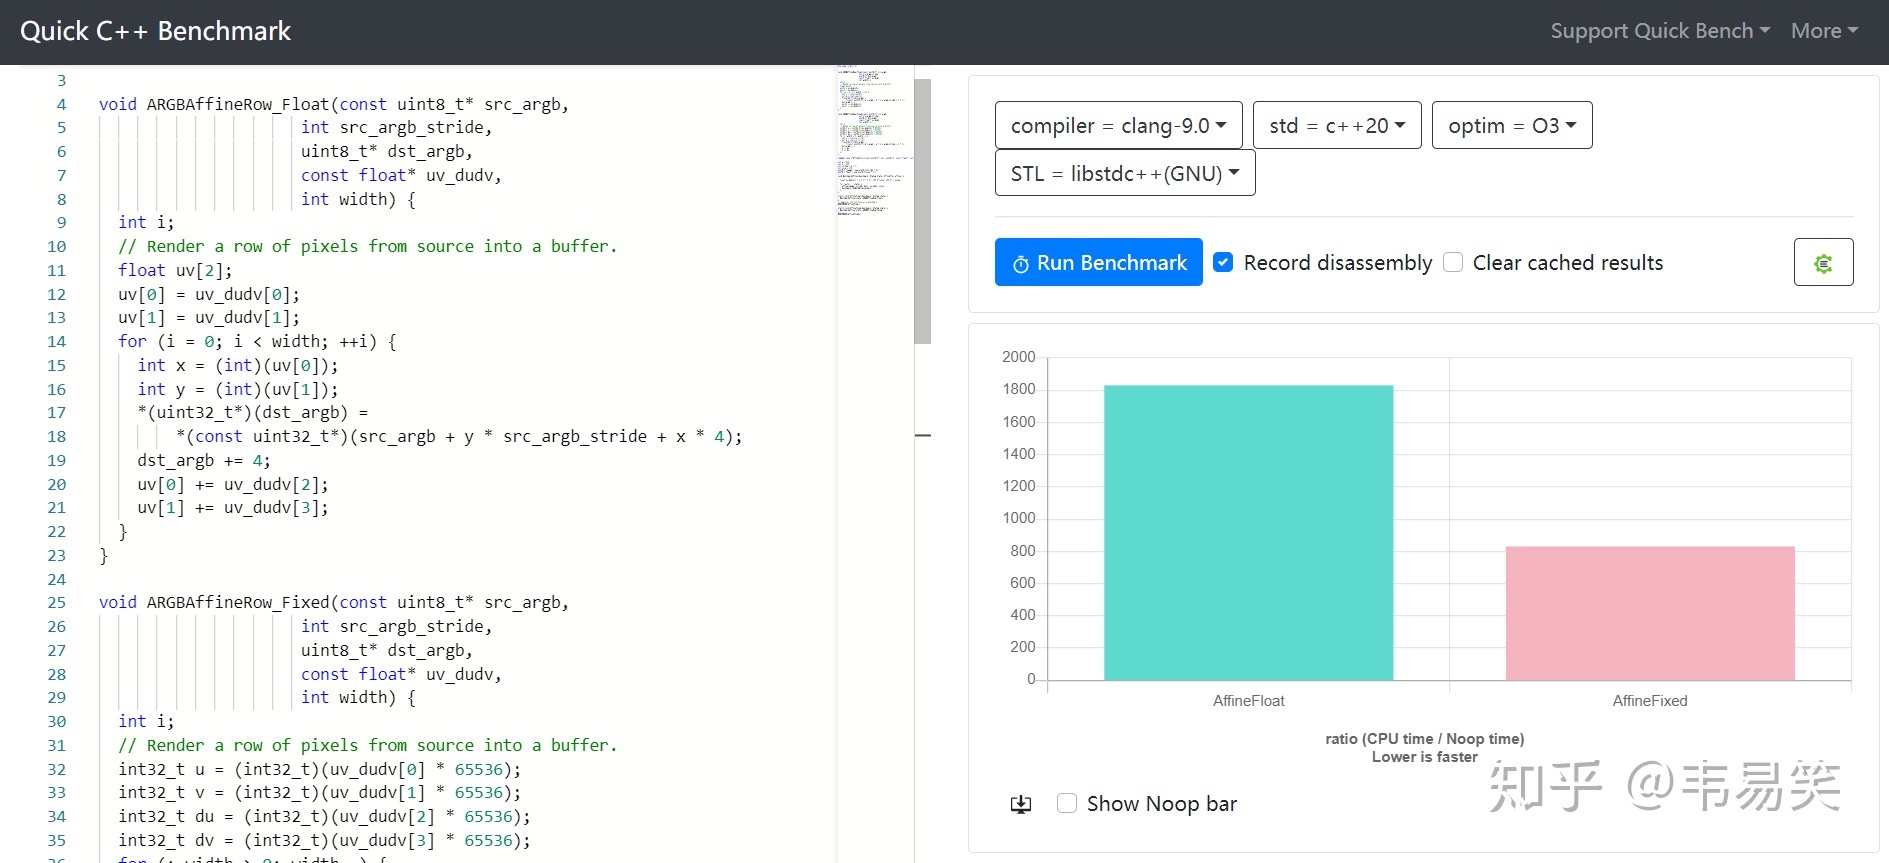 Quick C++ Benchmark
Support Quick Bench
More
3
4 void ARGBAffineRow_Float(const uint8_t* src_argb,
5 int src_argb_stride,
6 uint8_t* dst_argb,
7 const float* uv_dudv,
8 int width) {
9 int i;
10 // Render a row of pixels from source into a buffer.
11 float uv[2];
12 uv[0] = uv_dudv[0];
13 uv[1] = uv_dudv[1];
14 for (i = 0; i < width; ++i) {
15 int x = (int)(uv[0]);
16 int y = (int)(uv[1]);
17 *(uint32_t*)(dst_argb) =
18 *(const uint32_t*)(src_argb + y * src_argb_stride + x * 4);
19 dst_argb += 4;
20 uv[0] += uv_dudv[2];
21 uv[1] += uv_dudv[3];
22 }
23 }
24
25 void ARGBAffineRow_Fixed(const uint8_t* src_argb,
26 int src_argb_stride,
27 uint8_t* dst_argb,
28 const float* uv_dudv,
29 int width) {
30 int i;
31 // Render a row of pixels from source into a buffer.
32 int32_t u = (int32_t)(uv_dudv[0] * 65536);
33 int32_t v = (int32_t)(uv_dudv[1] * 65536);
34 int32_t du = (int32_t)(uv_dudv[2] * 65536);
35 int32_t dv = (int32_t)(uv_dudv[3] * 65536);
compiler = clang-9.0
std = c++20
optim = O3
STL = libstdc++(GNU)
Run Benchmark
Record disassembly
Clear cached results
2000
1800
1600
1400
1200
1000
800
600
400
200
0
AffineFloat
AffineFixed
ratio (CPU time / Noop time)
Lower is faster
Show Noop bar
知乎 @韦易笑